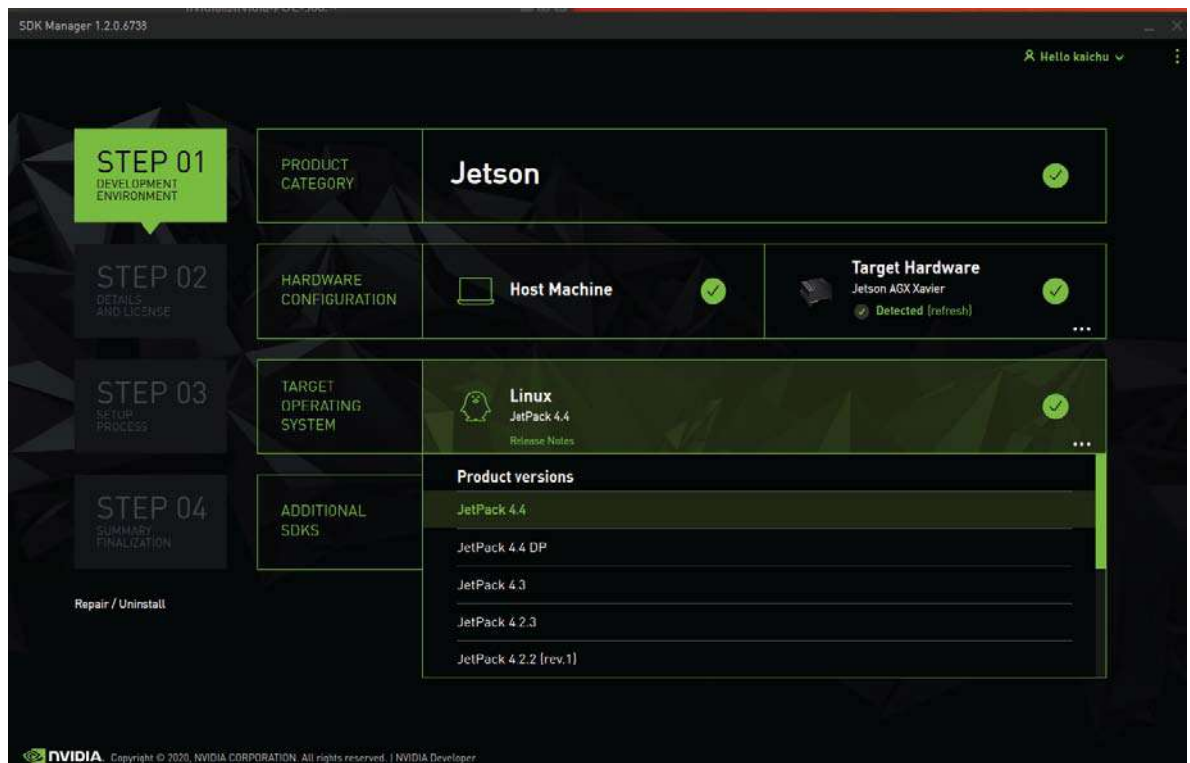 SDK Manager 1.2.0.6738
Hello kaichu
STEP 01
DEVELOPMENT
ENVIRONMENT
PRODUCT
CATEGORY
Jetson
STEP 02
DETAILS
AND LICENSE
HARDWARE
CONFIGURATION
Host Machine
Target Hardware
Jetson AGX Xavier
Detected (refresh)
...
STEP 03
SETUP
PROCESS
TARGET
OPERATING
SYSTEM
Linux
JetPack 4.4
Release Notes
...
Product versions
STEP 04
SUMMARY
FINALIZATION
ADDITIONAL
SDKS
JetPack 4.4
JetPack 4.4 DP
JetPack 4.3
JetPack 4.2.3
JetPack 4.2.2 (rev.1)
Repair / Uninstall
NVIDIA. Copyright © 2020, NVIDIA CORPORATION. All rights reserved. | NVIDIA Developer